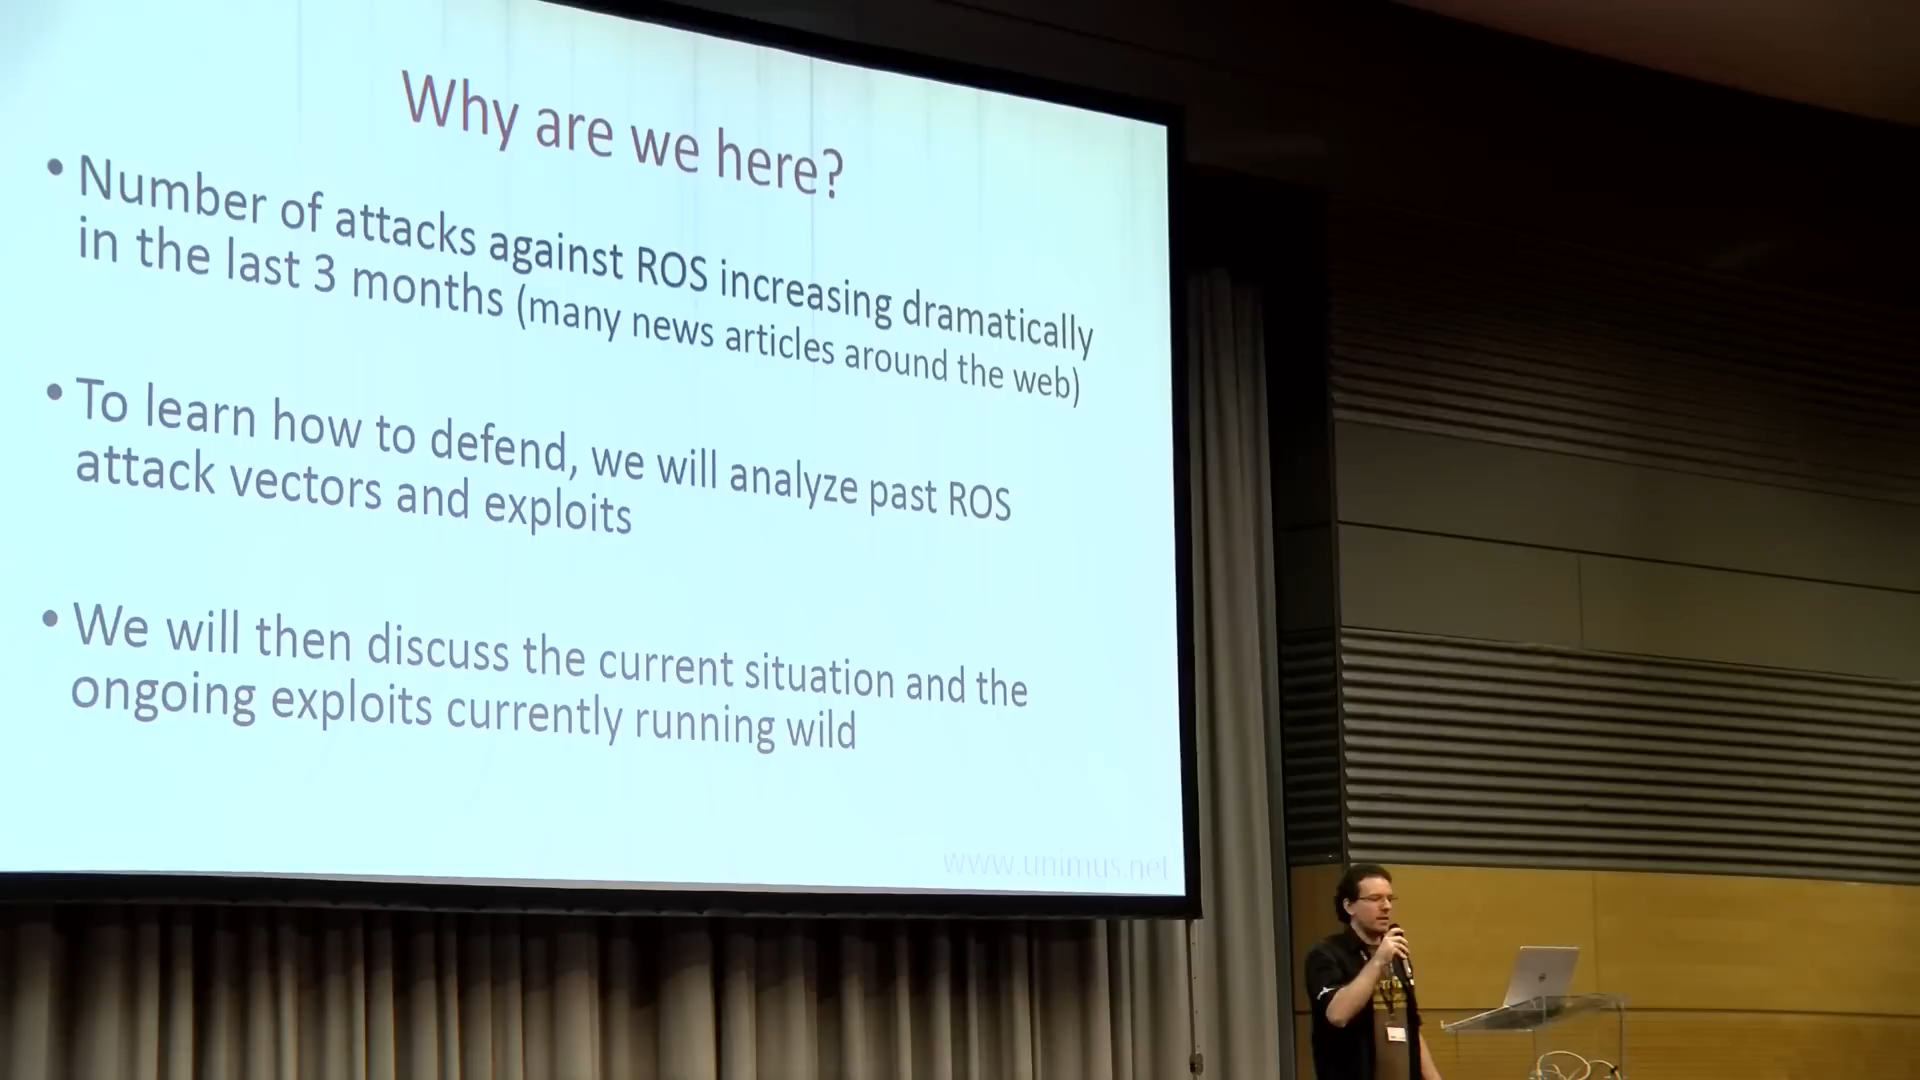 Why are we here?
• Number of attacks against ROS increasing dramatically
in the last 3 months (many news articles around the web)
• To learn how to defend, we will analyze past ROS
attack vectors and exploits
• We will then discuss the current situation and the
ongoing exploits currently running wild
www.unimus.net